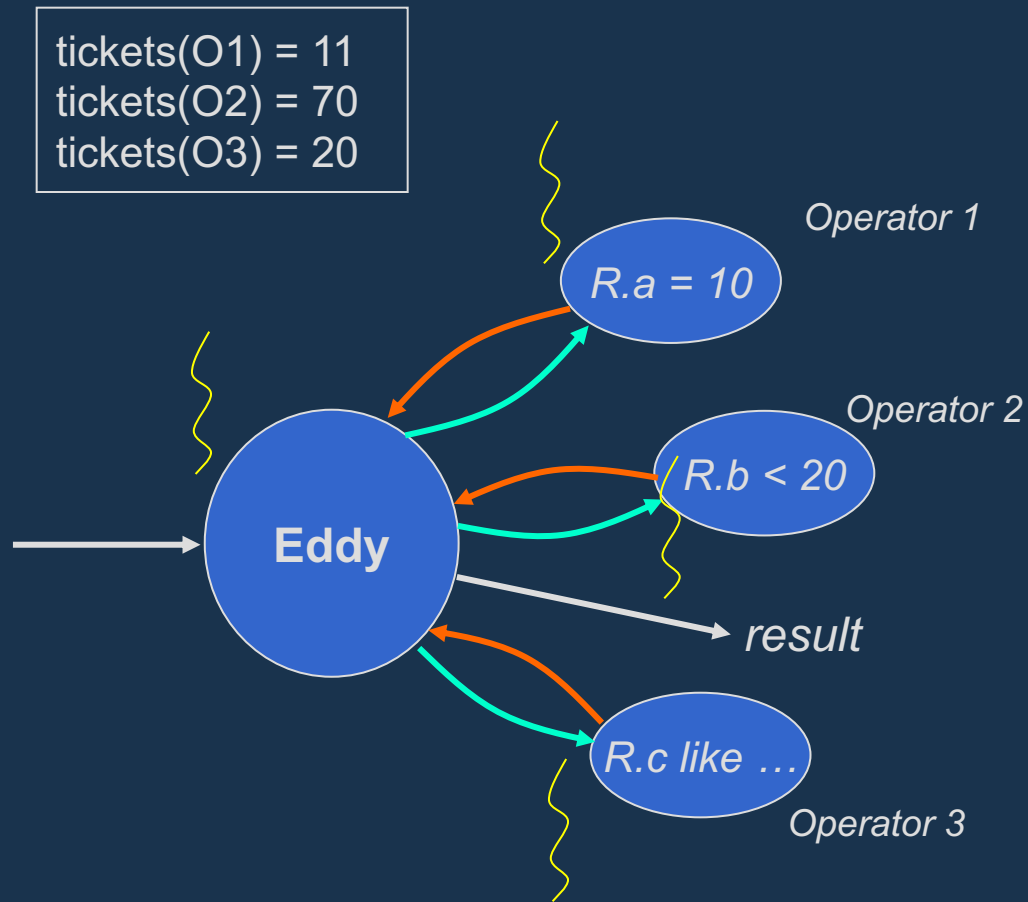 tickets(O1) = 11
tickets(O2) = 70
tickets(O3) = 20
Operator 1
R.a = 10
Operator 2
R.b < 20
Eddy
result
R.c like …
Operator 3